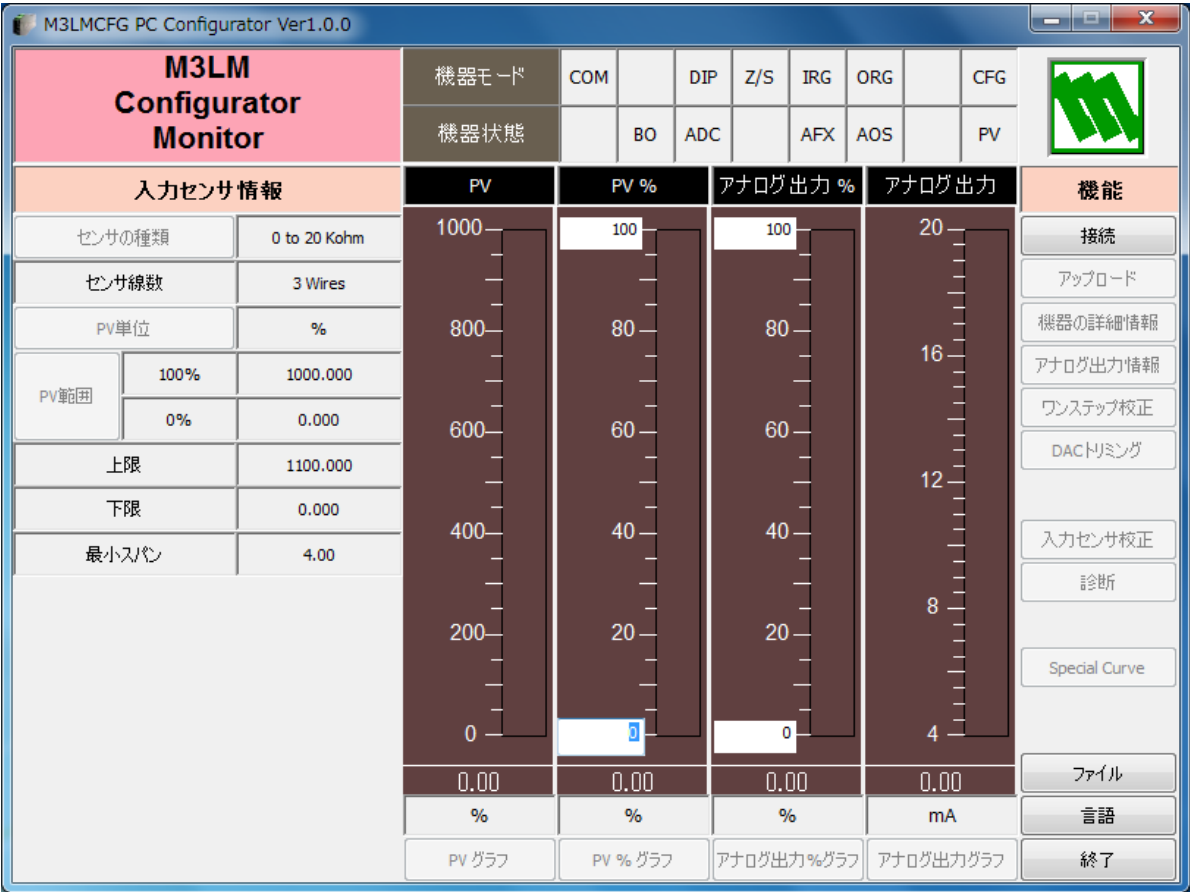 M3LMCFG PC Configurator Ver1.0.0
M3LM
Configurator
Monitor
機器モード COM DIP Z/S IRG ORG CFG
機器状態 BO ADC AFX AOS PV
入力センサ情報
センサの種類 0 to 20 Kohm
センサ線数 3 Wires
PV単位 %
PV範囲
100% 1000.000
0% 0.000
上限 1100.000
下限 0.000
最小スパン 4.00
PV PV % アナログ出力 % アナログ出力
1000 100 100 20
800 80 80
16
600 60 60
12
400 40 40
8
200 20 20
0 0 0 4
0.00 0.00 0.00 0.00
% % % mA
PV グラフ PV % グラフ アナログ出力%グラフ アナログ出力グラフ
機能
接続
アップロード
機器の詳細情報
アナログ出力情報
ワンステップ校正
DACトリミング
入力センサ校正
診断
Special Curve
ファイル
言語
終了